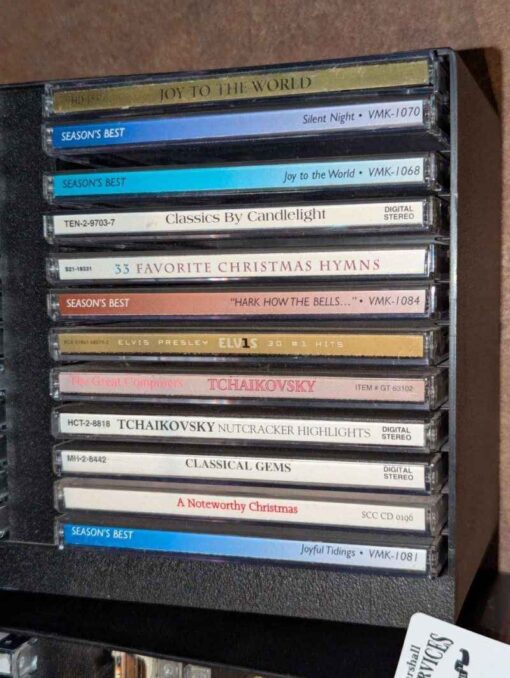 JOY TO THE WORLD
SEASON'S BEST Silent Night • VMK-1070
SEASON'S BEST Joy to the World • VMK-1068
TEN-2-9703-7 Classics By Candlelight DIGITAL STEREO
S21-18331 33 FAVORITE CHRISTMAS HYMNS
SEASON'S BEST "HARK HOW THE BELLS..." • VMK-1084
ELVIS PRESLEY ELV1S 30 #1 HITS
The Great Composers TCHAIKOVSKY ITEM # GT 63102
HCT-2-8818 TCHAIKOVSKY NUTCRACKER HIGHLIGHTS DIGITAL STEREO
MH-2-8442 CLASSICAL GEMS DIGITAL STEREO
A Noteworthy Christmas SCC CD 0196
SEASON'S BEST Joyful Tidings • VMK-1081